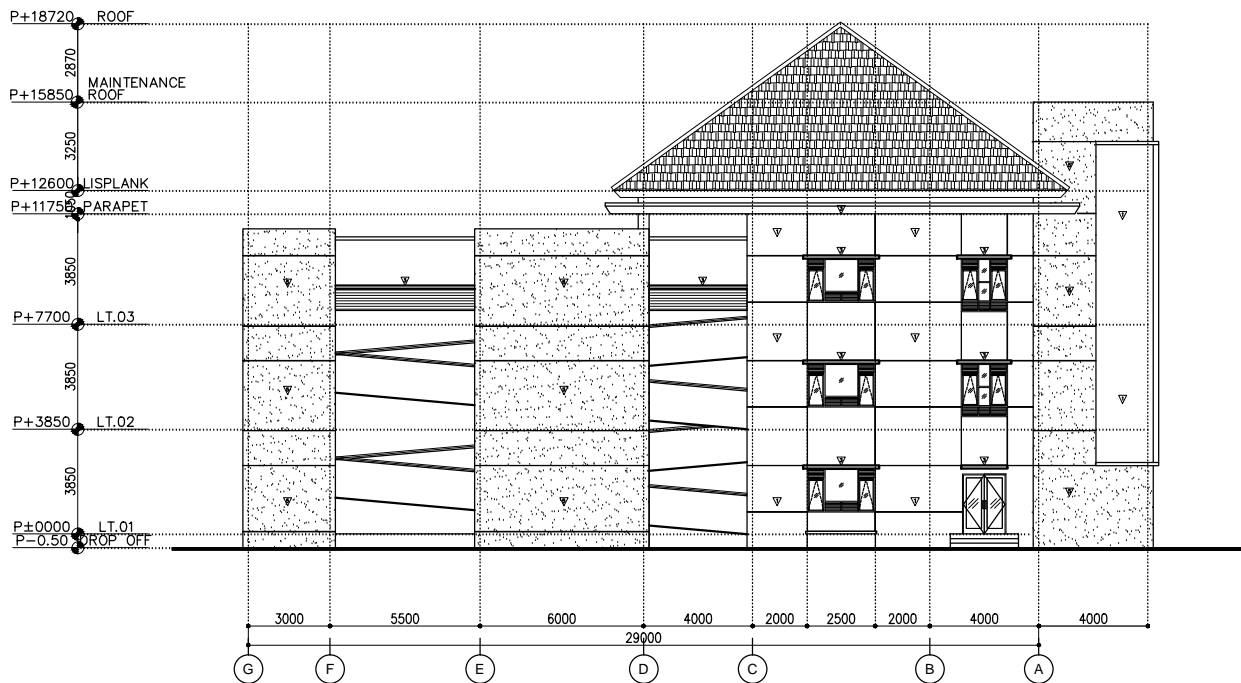 P+18720 ROOF
2870
MAINTENANCE
P+15850 ROOF
3250
P+12600 LISPLANK
P+11750 PARAPET
3850
P+7700 LT.03
3850
P+3850 LT.02
3850
P±0000 LT.01
P-0.50 DROP OFF
3000 5500 6000 4000 2000 2500 2000 4000 4000
29000
G F E D C B A